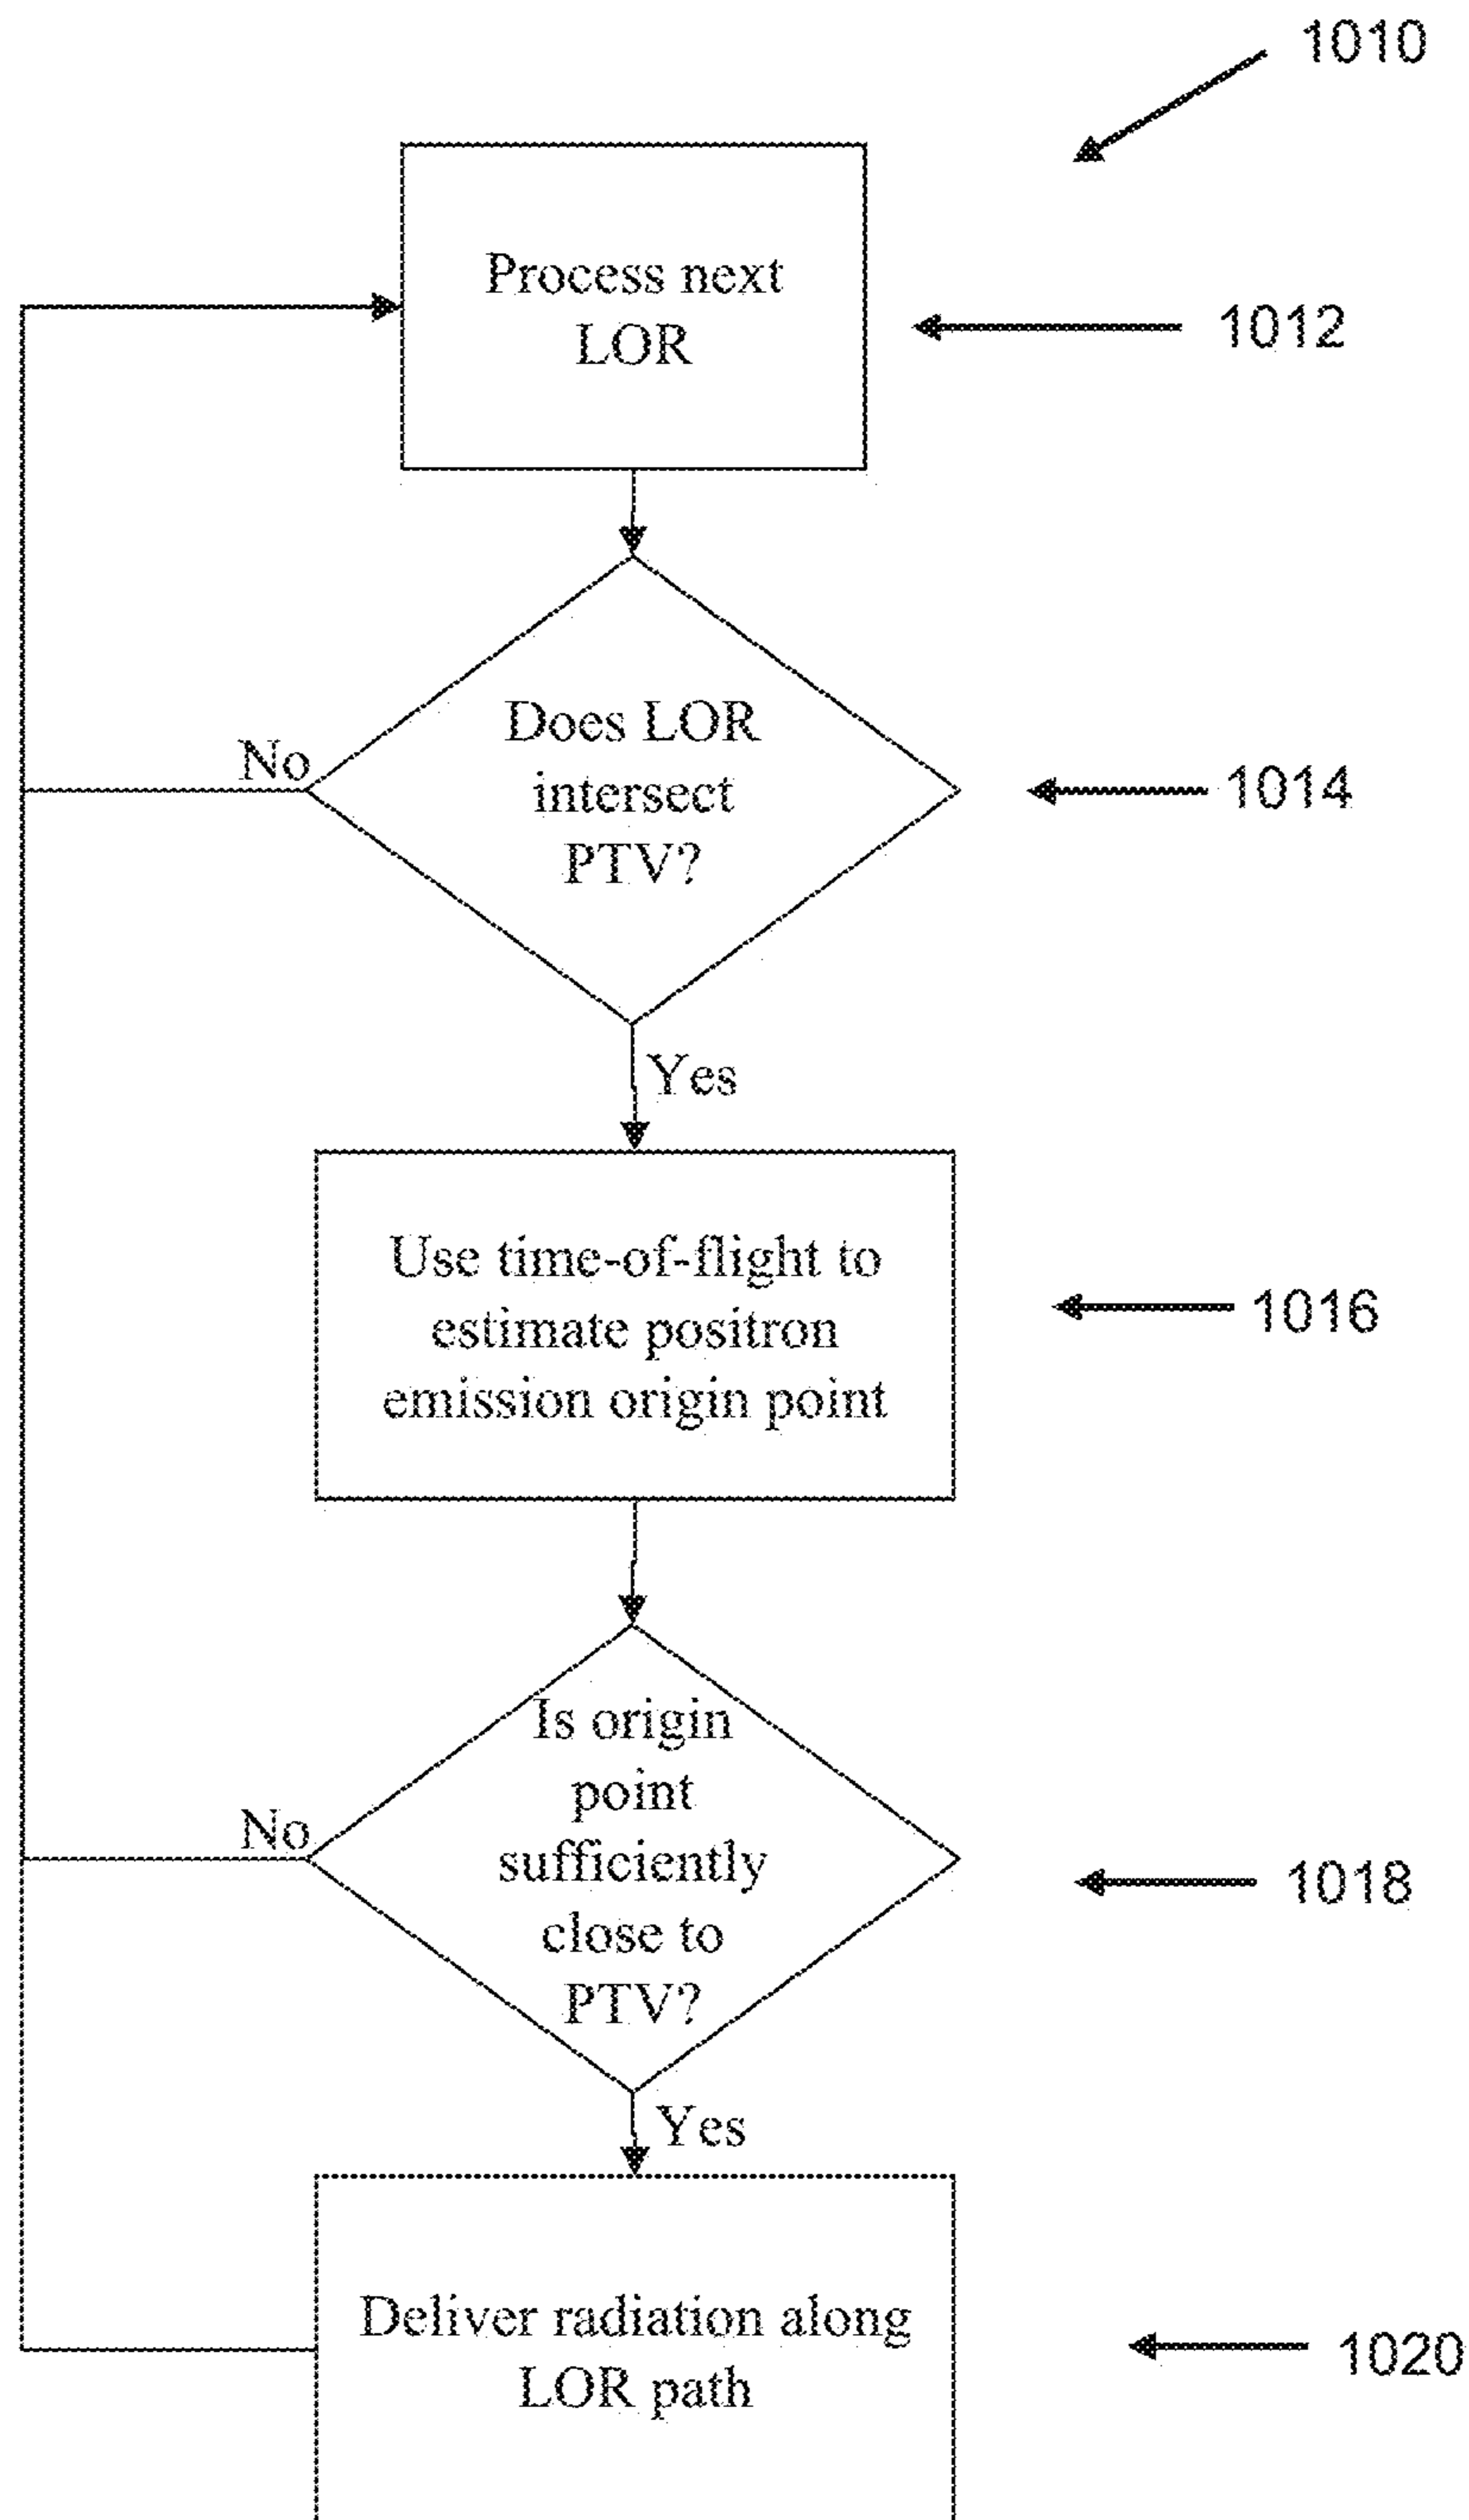 1010
Process next
LOR
1012
Does LOR
intersect
PTV?
No
1014
Yes
Use time-of-flight to
estimate positron
emission origin point
1016
Is origin
point
sufficiently
close to
PTV?
No
1018
Yes
Deliver radiation along
LOR path
1020